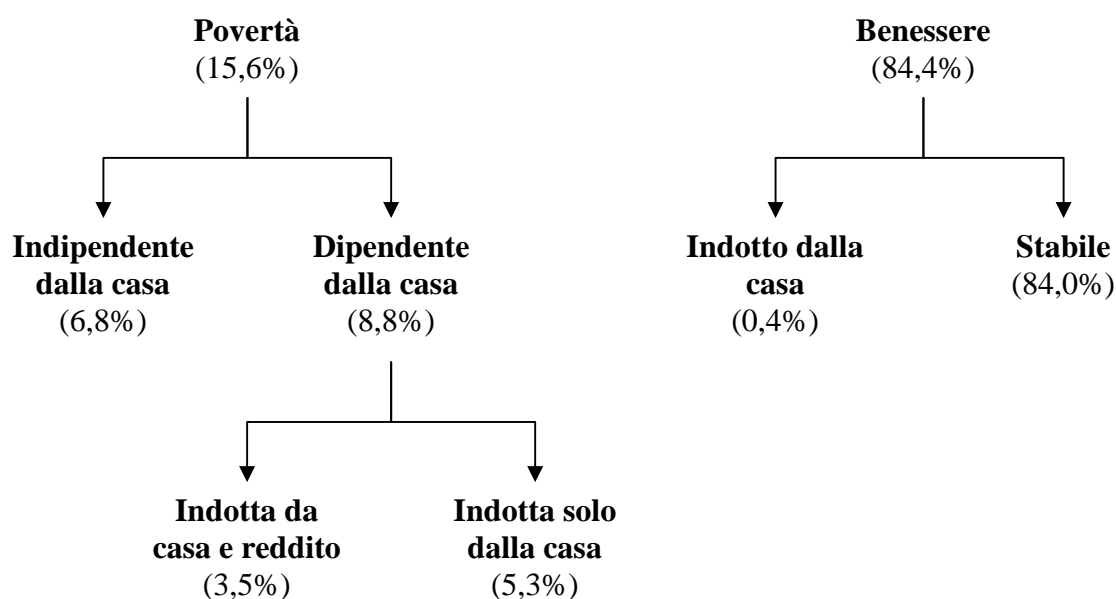 Povertà
(15,6%)
Benessere
(84,4%)
Indipendente
dalla casa
(6,8%)
Dipendente
dalla casa
(8,8%)
Indotto dalla
casa
(0,4%)
Stabile
(84,0%)
Indotta da
casa e reddito
(3,5%)
Indotta solo
dalla casa
(5,3%)